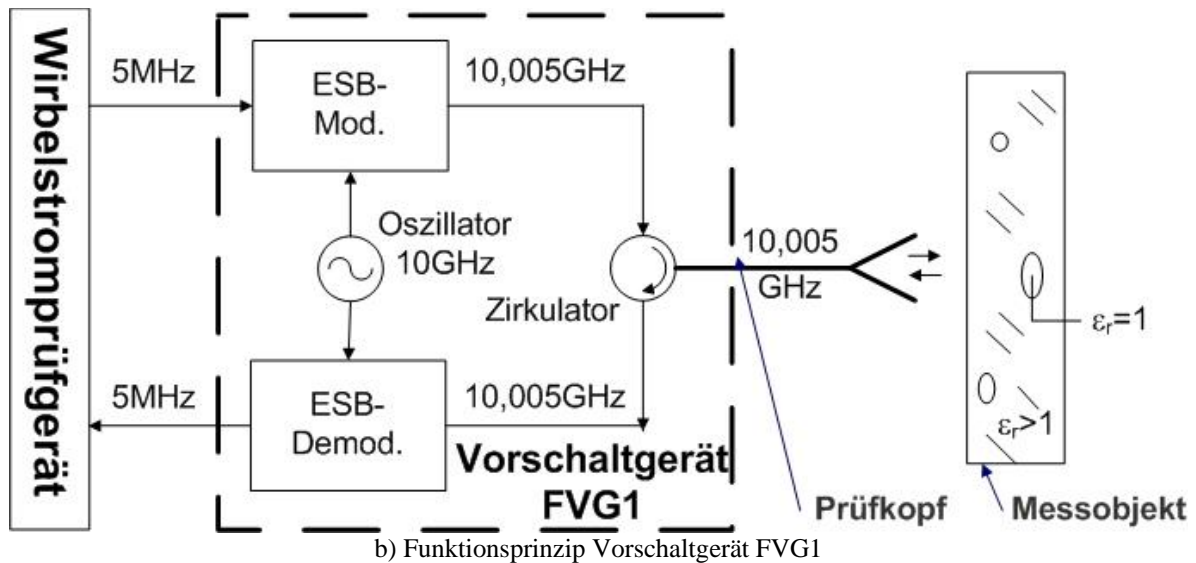 Wirbelstromprüfgerät
5MHz
ESB-
Mod.
10,005GHz
Oszillator
10GHz
Zirkulator
10,005
GHz
εr=1
εr>1
5MHz
ESB-
Demod.
10,005GHz
Vorschaltgerät
FVG1
Prüfkopf
Messobjekt
b) Funktionsprinzip Vorschaltgerät FVG1